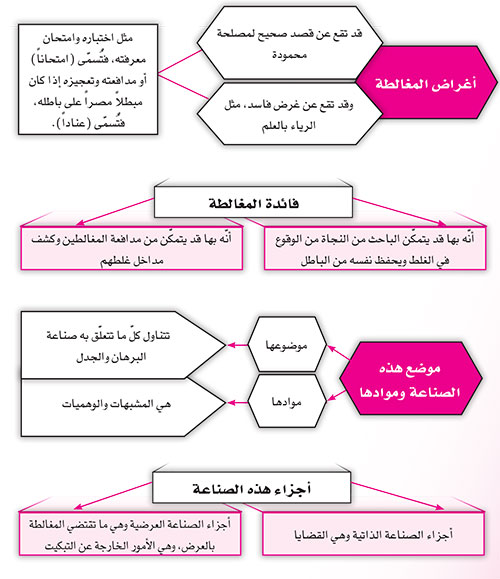 أغراض المغالطة
قد تقع عن قصد صحيح لمصلحة
محمودة
مثل اختباره وامتحان
معرفته، فتُسمّى (امتحاناً)
أو مدافعته وتعجيزه إذا كان
مبطلاً مصراً على باطله،
فتُسمّى (عناداً).
وقد تقع عن غرض فاسد، مثل
الرياء بالعلم
فائدة المغالطة
أنّه بها قد يتمكّن الباحث من النجاة من الوقوع
في الغلط ويحفظ نفسه من الباطل
أنّه بها قد يتمكّن من مدافعة المغالطين وكشف
مداخل غلطهم
موضع هذه
الصناعة وموادها
موضوعها
تتناول كلّ ما تتعلّق به صناعة
البرهان والجدل
موادها
هي المشبهات والوهميات
أجزاء هذه الصناعة
أجزاء الصناعة الذاتية وهي القضايا
أجزاء الصناعة العرضية وهي ما تقتضي المغالطة
بالعرض، وهي الأمور الخارجة عن التبكيت